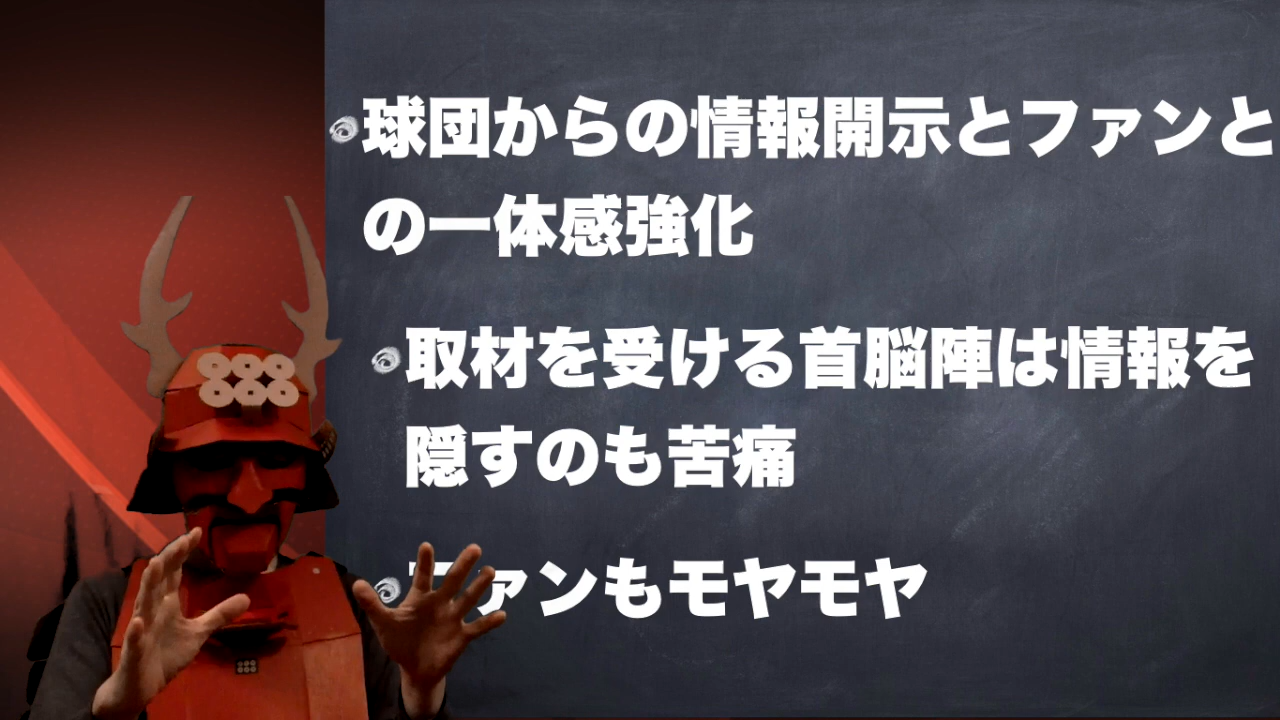 球団からの情報開示とファンと
の一体感強化
取材を受ける首脳陣は情報を
隠すのも苦痛
ファンもモヤモヤ